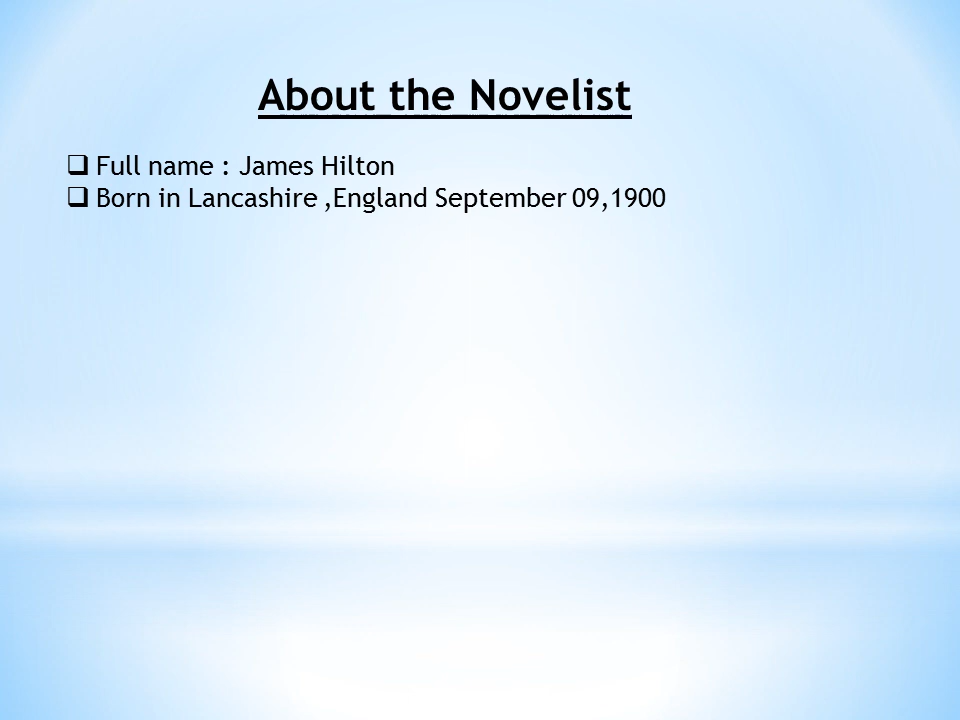 About the Novelist
❑ Full name : James Hilton
❑ Born in Lancashire ,England September 09,1900